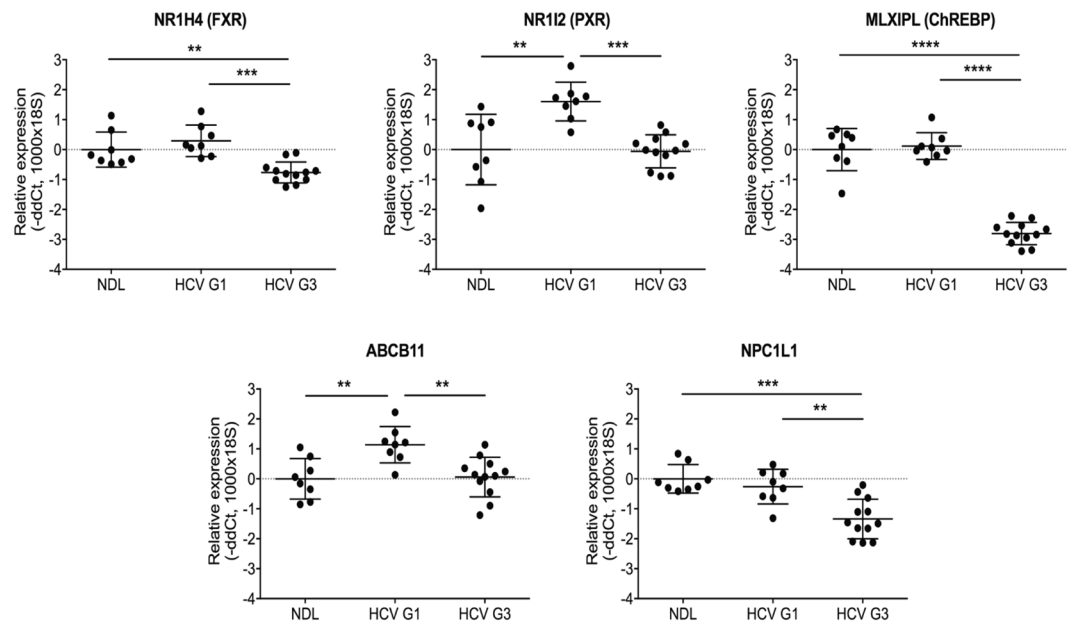 NR1H4 (FXR)
Relative expression
(-ddCt, 1000x18S)
3
2
1
0
-1
-2
-3
-4
**
***
NDL
HCV G1
HCV G3
NR1I2 (PXR)
Relative expression
(-ddCt, 1000x18S)
3
2
1
0
-1
-2
-3
-4
**
***
NDL
HCV G1
HCV G3
MLXIPL (ChREBP)
Relative expression
(-ddCt, 1000x18S)
3
2
1
0
-1
-2
-3
-4
****
****
NDL
HCV G1
HCV G3
ABCB11
Relative expression
(-ddCt, 1000x18S)
3
2
1
0
-1
-2
-3
-4
**
**
NDL
HCV G1
HCV G3
NPC1L1
Relative expression
(-ddCt, 1000x18S)
3
2
1
0
-1
-2
-3
-4
***
**
NDL
HCV G1
HCV G3